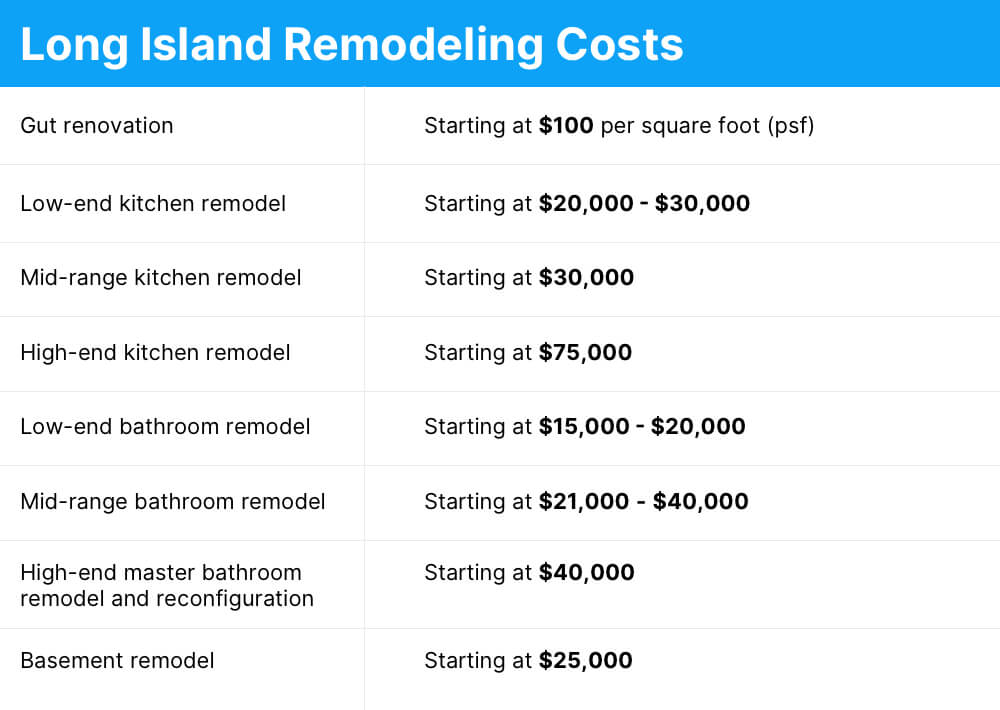 Long Island Remodeling Costs
Gut renovation
Starting at $100 per square foot (psf)
Low-end kitchen remodel
Starting at $20,000 - $30,000
Mid-range kitchen remodel
Starting at $30,000
High-end kitchen remodel
Starting at $75,000
Low-end bathroom remodel
Starting at $15,000 - $20,000
Mid-range bathroom remodel
Starting at $21,000 - $40,000
High-end master bathroom
remodel and reconfiguration
Starting at $40,000
Basement remodel
Starting at $25,000